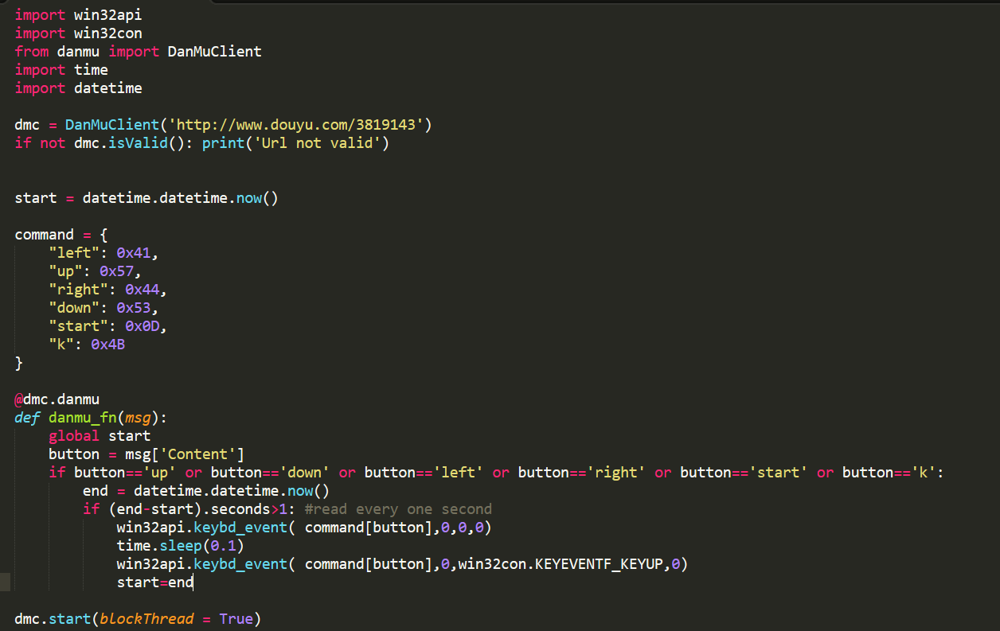 import win32api
import win32con
from danmu import DanMuClient
import time
import datetime
dmc = DanMuClient('http://www.douyu.com/3819143')
if not dmc.isValid(): print('Url not valid')
start = datetime.datetime.now()
command = {
    "left": 0x41,
    "up": 0x57,
    "right": 0x44,
    "down": 0x53,
    "start": 0x0D,
    "k": 0x4B
}
@dmc.danmu
def danmu_fn(msg):
    global start
    button = msg['Content']
    if button=='up' or button=='down' or button=='left' or button=='right' or button=='start' or button=='k':
        end = datetime.datetime.now()
        if (end-start).seconds>1: #read every one second
            win32api.keybd_event( command[button],0,0,0)
            time.sleep(0.1)
            win32api.keybd_event( command[button],0,win32con.KEYEVENTF_KEYUP,0)
            start=end
dmc.start(blockThread = True)